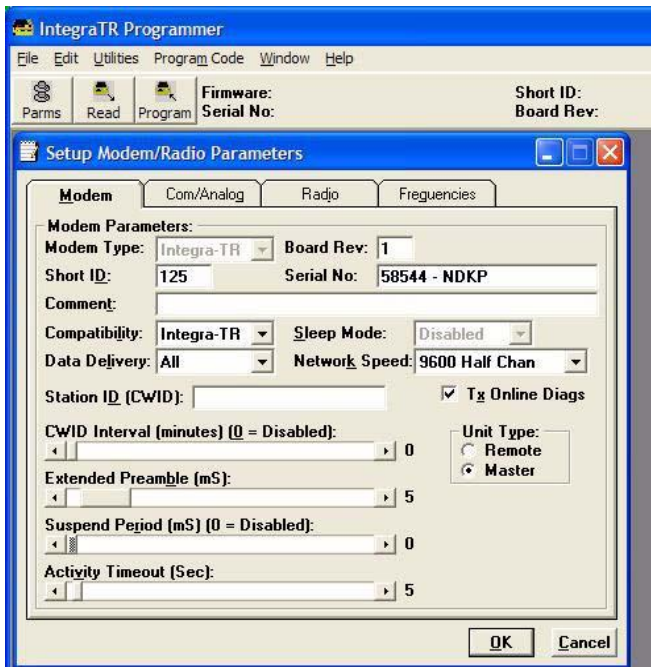 IntegraTR Programmer
File Edit Utilities Program Code Window Help
Parms Read Program Firmware: Short ID:
Serial No: Board Rev:
Setup Modem/Radio Parameters
Modem Com/Analog Radio Frequencies
Modem Parameters:
Modem Type: Integra-TR Board Rev: 1
Short ID: 125 Serial No: 58544 - NDKP
Comment:
Compatibility: Integra-TR Sleep Mode: Disabled
Data Delivery: All Network Speed: 9600 Half Chan
Station ID (CWID): Tx Online Diags
CWID Interval (minutes) (0 = Disabled): Unit Type:
0 Remote
Master
Extended Preamble (mS):
5
Suspend Period (mS) (0 = Disabled):
0
Activity Timeout (Sec):
5
OK Cancel